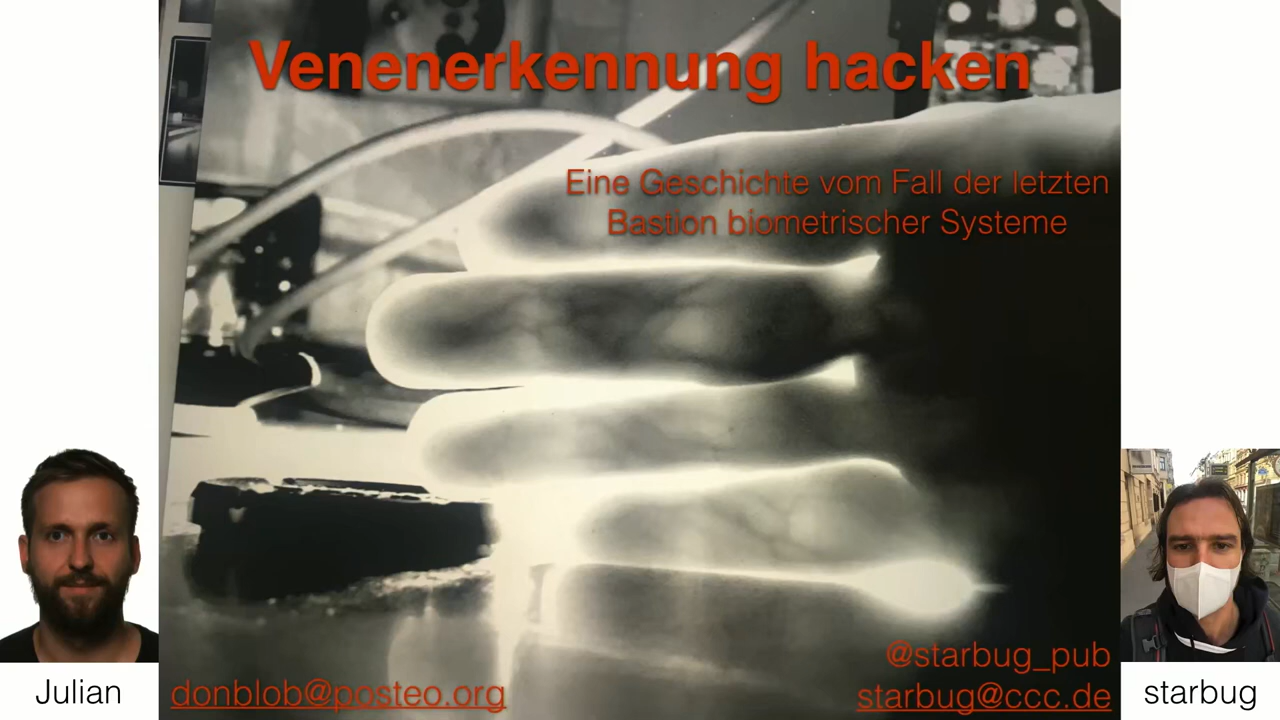 Venenerkennung hacken
Eine Geschichte vom Fall der letzten
Bastion biometrischer Systeme
@starbug_pub
starbug@ccc.de
donblob@posteo.org
Julian
starbug